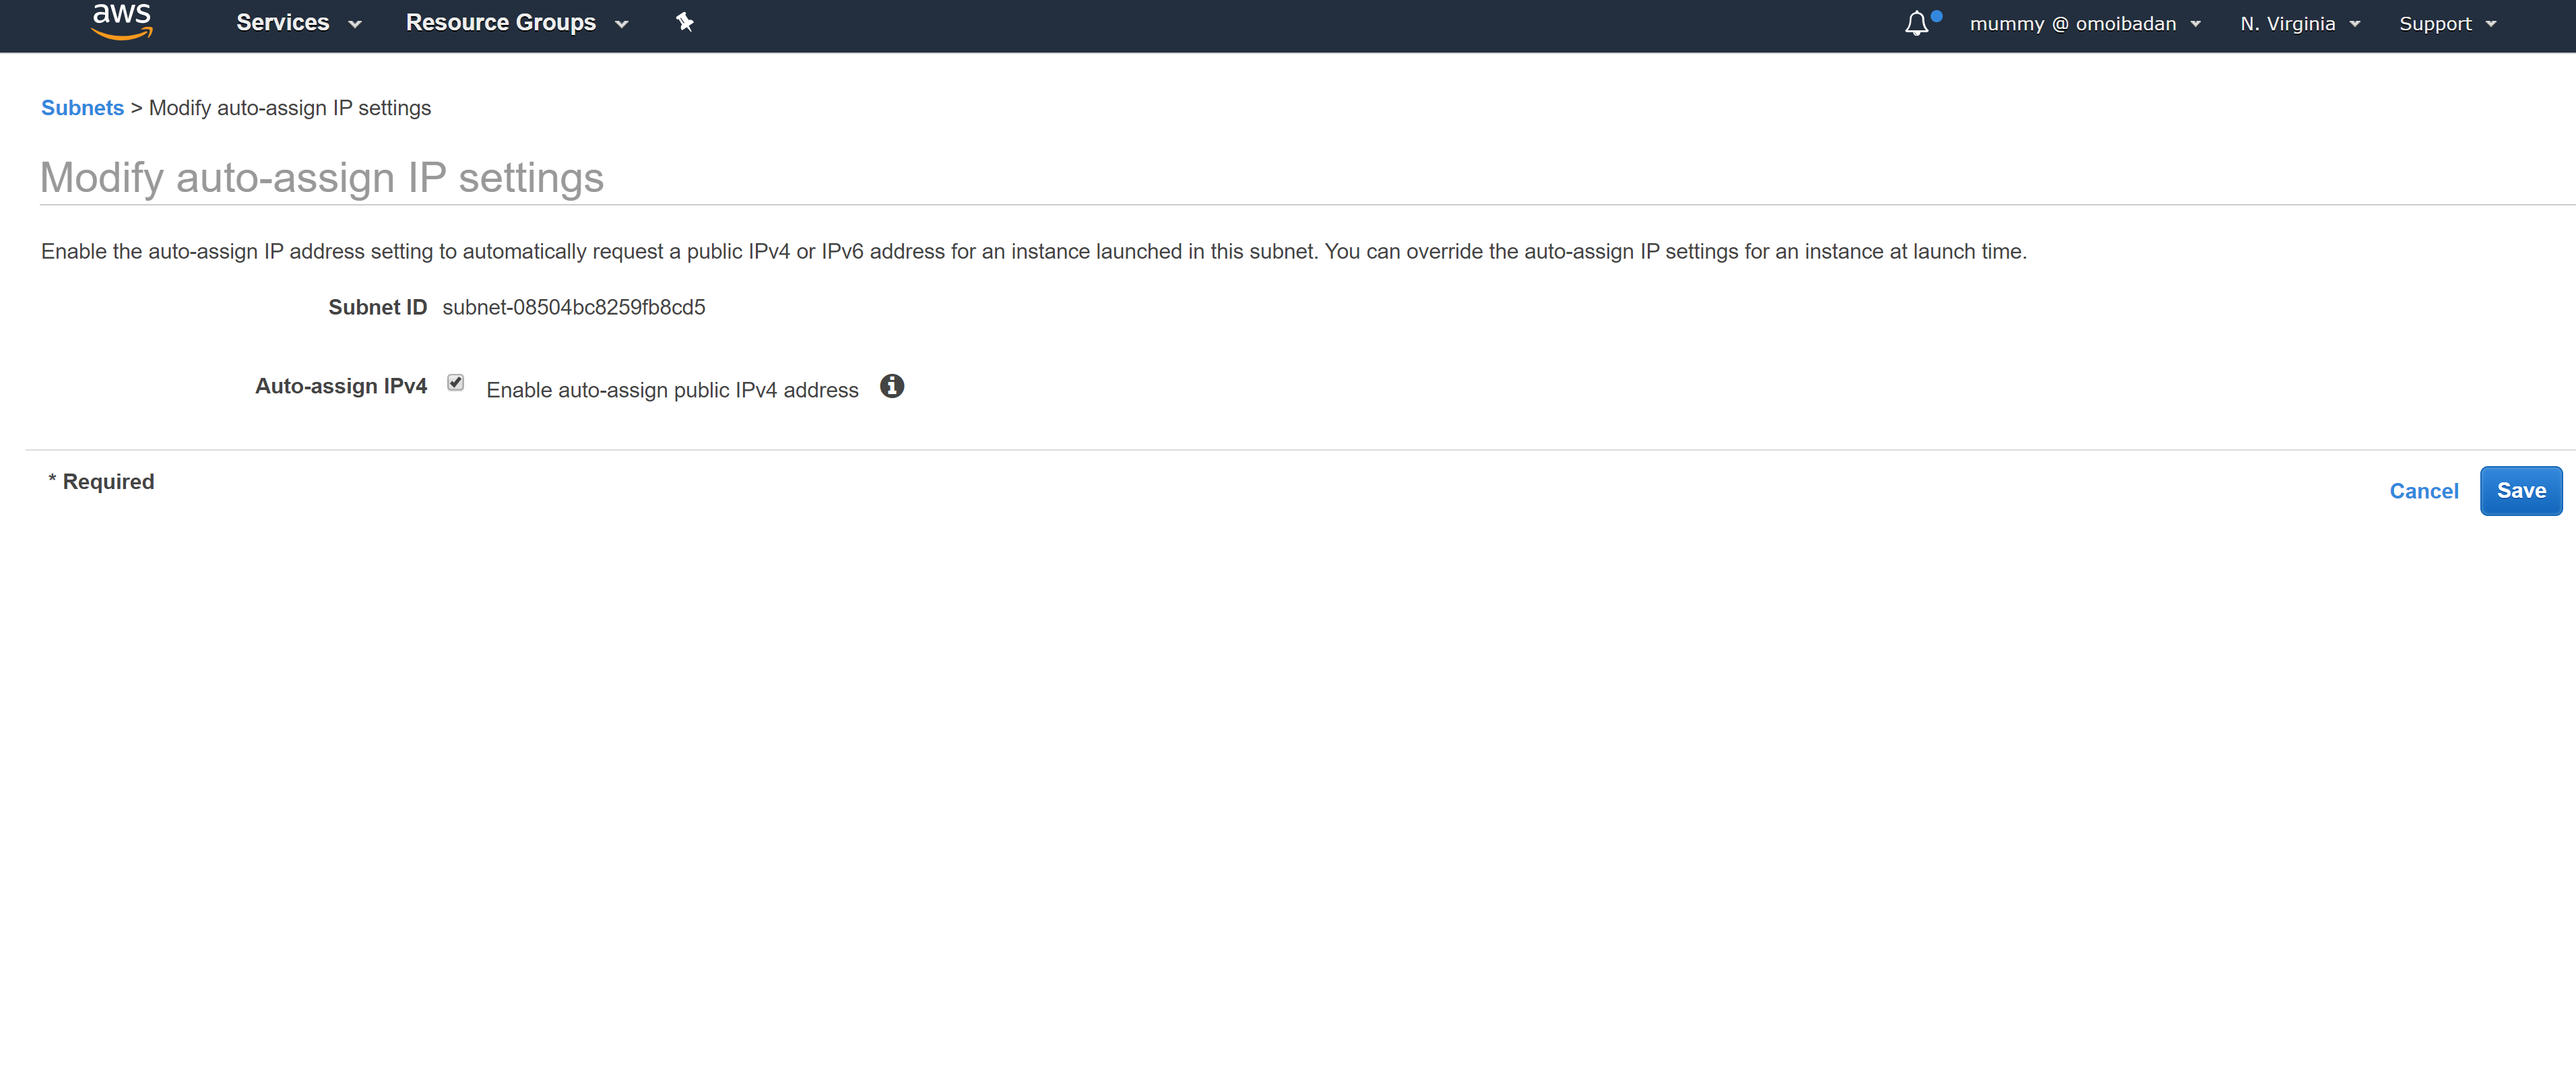 aws Services Resource Groups mummy @ omoibadan N. Virginia Support
Subnets > Modify auto-assign IP settings
Modify auto-assign IP settings
Enable the auto-assign IP address setting to automatically request a public IPv4 or IPv6 address for an instance launched in this subnet. You can override the auto-assign IP settings for an instance at launch time.
Subnet ID subnet-08504bc8259fb8cd5
Auto-assign IPv4 Enable auto-assign public IPv4 address
* Required
Cancel Save